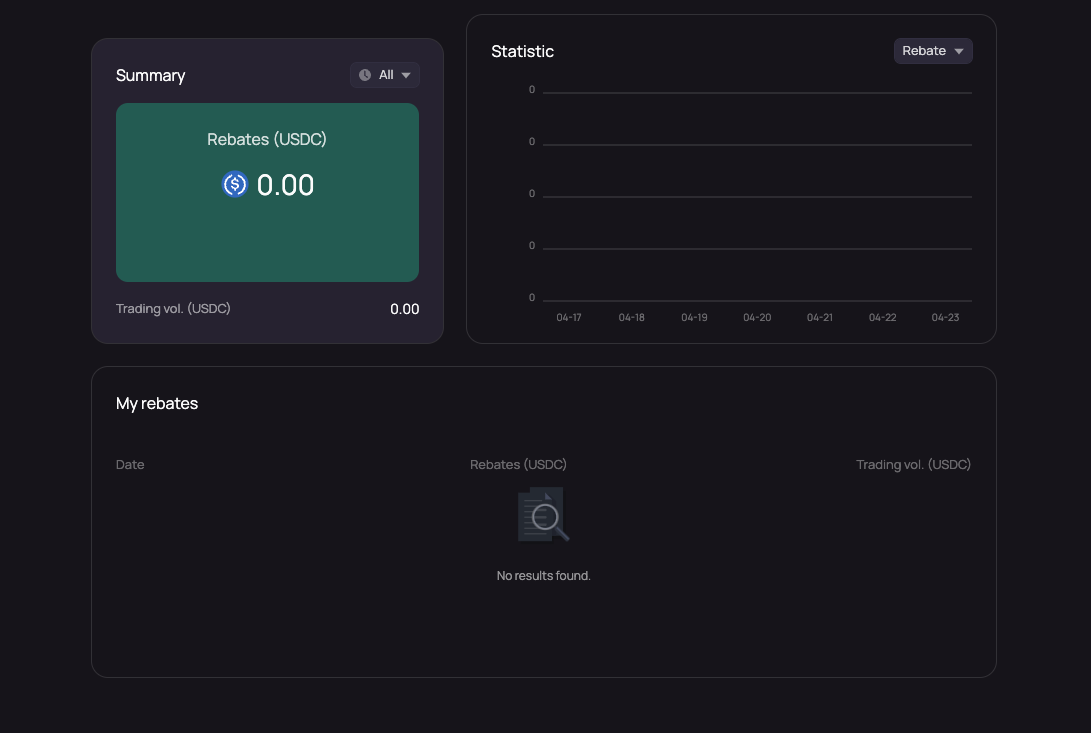 Summary
All
Rebates (USDC)
0.00
Trading vol. (USDC) 0.00
Statistic
Rebate
0
0
0
0
0
04-17 04-18 04-19 04-20 04-21 04-22 04-23
My rebates
Date Rebates (USDC) Trading vol. (USDC)
No results found.